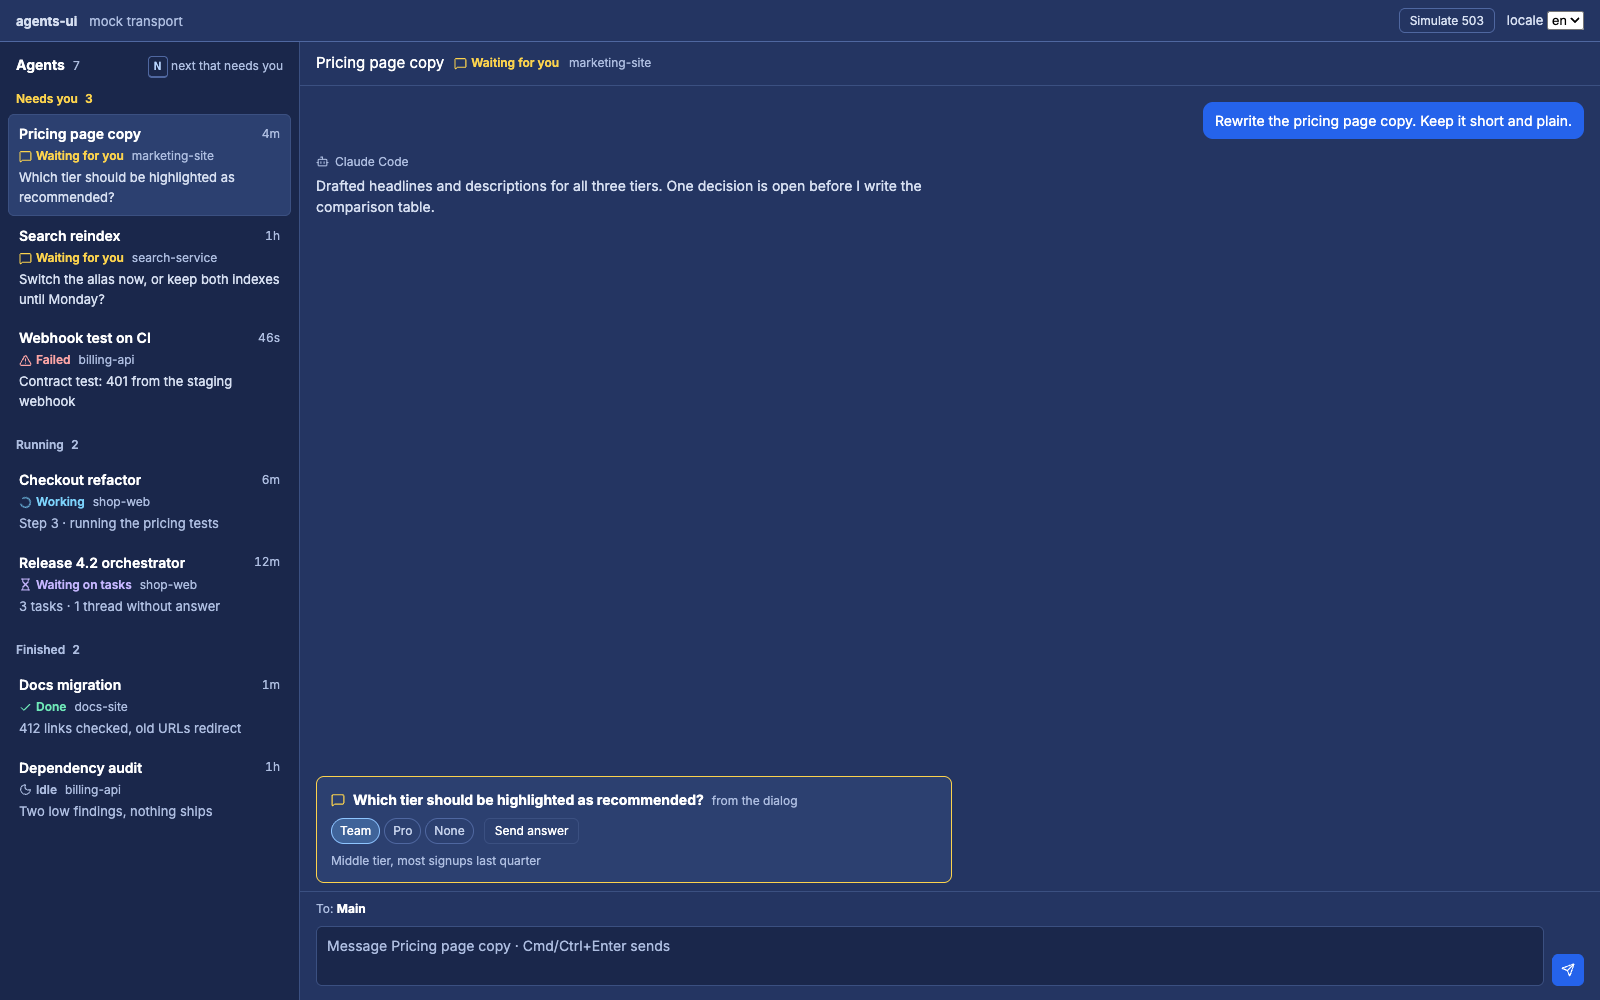 agents-ui mock transport
Simulate 503 locale en
Agents 7 N next that needs you
Needs you 3
Pricing page copy 4m
Waiting for you marketing-site
Which tier should be highlighted as
recommended?
Search reindex 1h
Waiting for you search-service
Switch the alias now, or keep both indexes
until Monday?
Webhook test on CI 46s
Failed billing-api
Contract test: 401 from the staging
webhook
Running 2
Checkout refactor 6m
Working shop-web
Step 3 · running the pricing tests
Release 4.2 orchestrator 12m
Waiting on tasks shop-web
3 tasks · 1 thread without answer
Finished 2
Docs migration 1m
Done docs-site
412 links checked, old URLs redirect
Dependency audit 1h
Idle billing-api
Two low findings, nothing ships
Pricing page copy Waiting for you marketing-site
Rewrite the pricing page copy. Keep it short and plain.
Claude Code
Drafted headlines and descriptions for all three tiers. One decision is open before I write the
comparison table.
Which tier should be highlighted as recommended? from the dialog
Team Pro None Send answer
Middle tier, most signups last quarter
To: Main
Message Pricing page copy · Cmd/Ctrl+Enter sends